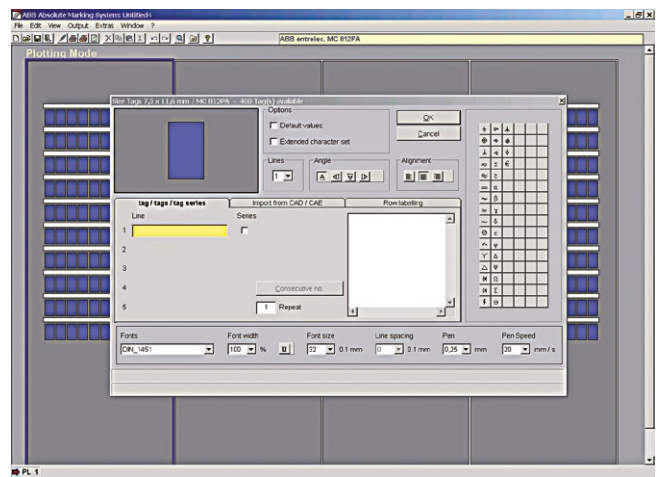 ABB Absolute Marking System: Untitled4
File Edit View Output Extras Window ?
ABB entrelec, MC 812PA
Plotting Mode
Size Tags 7,3 x 11,6 mm / MC 812PA - 400 Tag(s) available
Options
Default values
Extended character set
OK
Cancel
Lines
Angle
Alignment
1
tag / tags / tag series
Import from CAD / CAE
Row labelling
Line
Series
1
2
3
4
Consecutive no.
5
1 Repeat
Fonts
Font width
Font size
Line spacing
Pen
Pen Speed
DIN_1451
100 %
U
32 0.1 mm
0 0.1 mm
0,25 mm
20 mm / s
PL 1